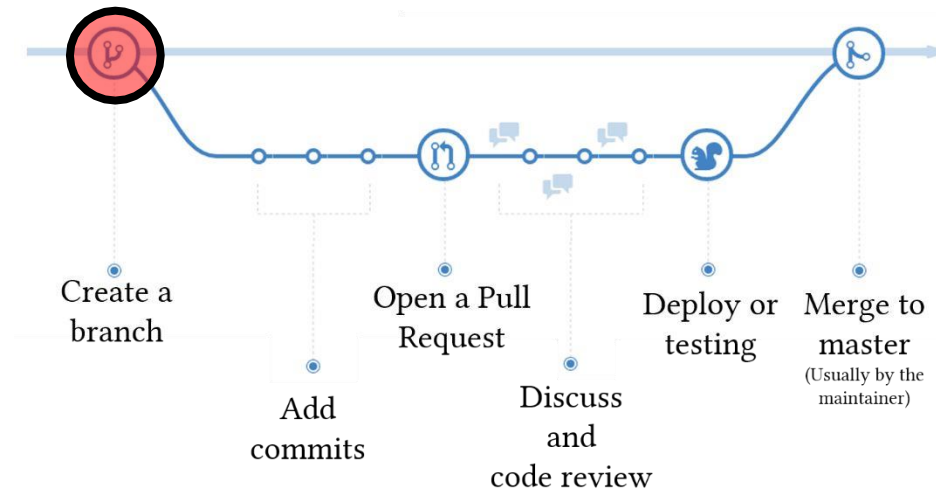 Create a
branch
Add
commits
Open a Pull
Request
Discuss
and
code review
Deploy or
testing
Merge to
master
(Usually by the
maintainer)